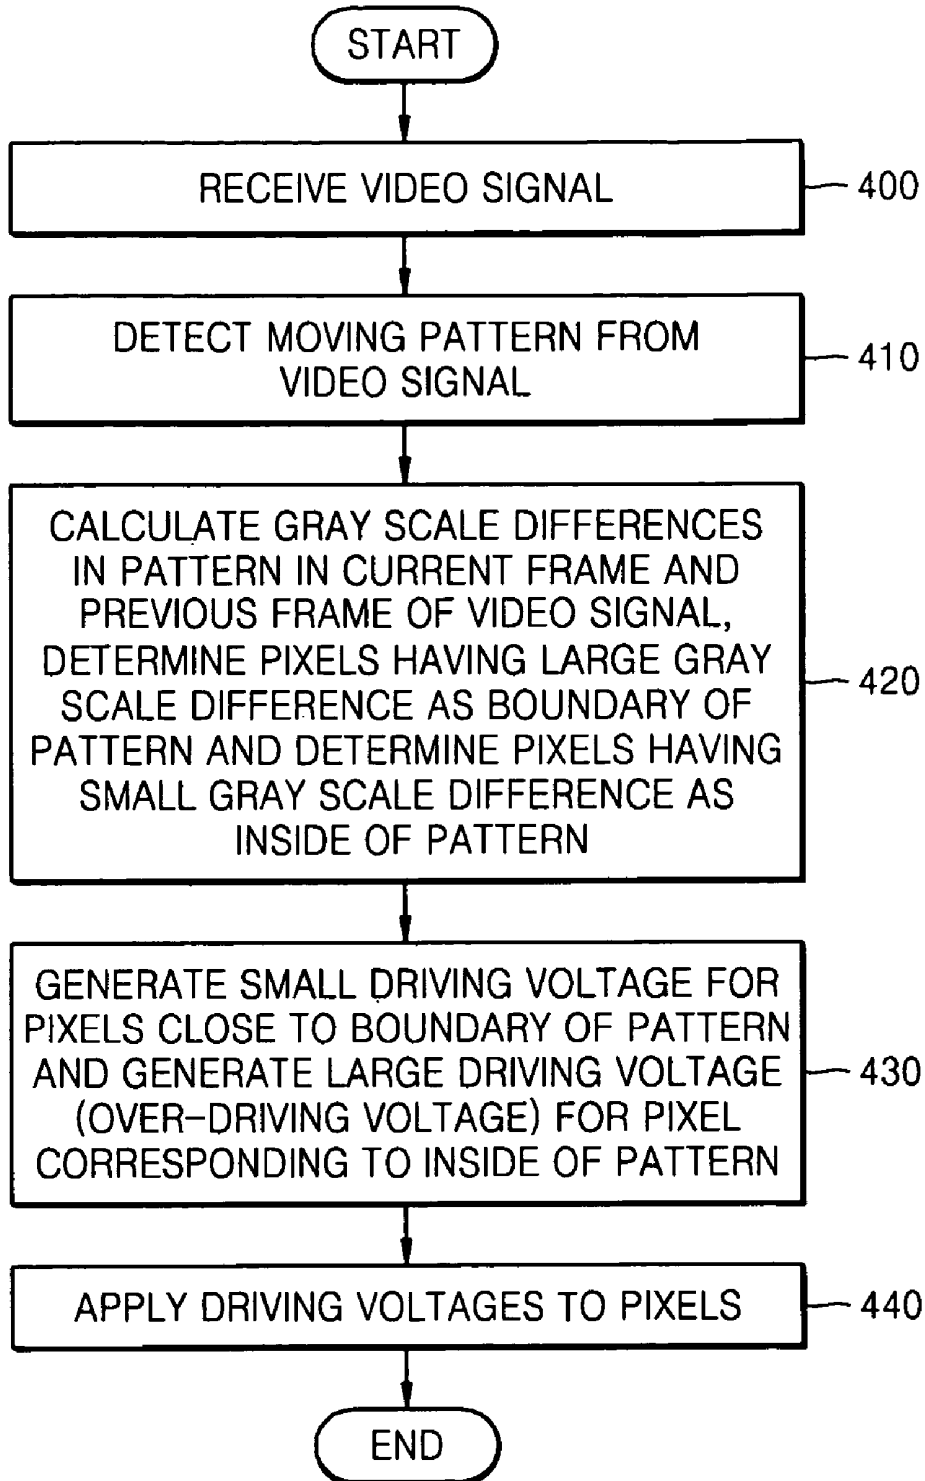 START
RECEIVE VIDEO SIGNAL
400
DETECT MOVING PATTERN FROM
VIDEO SIGNAL
410
CALCULATE GRAY SCALE DIFFERENCES
IN PATTERN IN CURRENT FRAME AND
PREVIOUS FRAME OF VIDEO SIGNAL,
DETERMINE PIXELS HAVING LARGE GRAY
SCALE DIFFERENCE AS BOUNDARY OF
PATTERN AND DETERMINE PIXELS HAVING
SMALL GRAY SCALE DIFFERENCE AS
INSIDE OF PATTERN
420
GENERATE SMALL DRIVING VOLTAGE FOR
PIXELS CLOSE TO BOUNDARY OF PATTERN
AND GENERATE LARGE DRIVING VOLTAGE
(OVER-DRIVING VOLTAGE) FOR PIXEL
CORRESPONDING TO INSIDE OF PATTERN
430
APPLY DRIVING VOLTAGES TO PIXELS
440
END